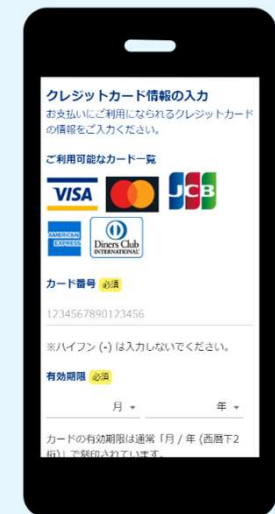 クレジットカード情報の入力
お支払いにご利用になられるクレジットカード
の情報をご入力ください。
ご利用可能なカード一覧
VISA
JCB
AMERICAN
EXPRESS
Diners Club
INTERNATIONAL
カード番号 必須
1234567890123456
※ハイフン (-) は入力しないでください。
有効期限 必須
月 年
カードの有効期限は通常「月 / 年 (西暦下2
桁)」で刻印されています。